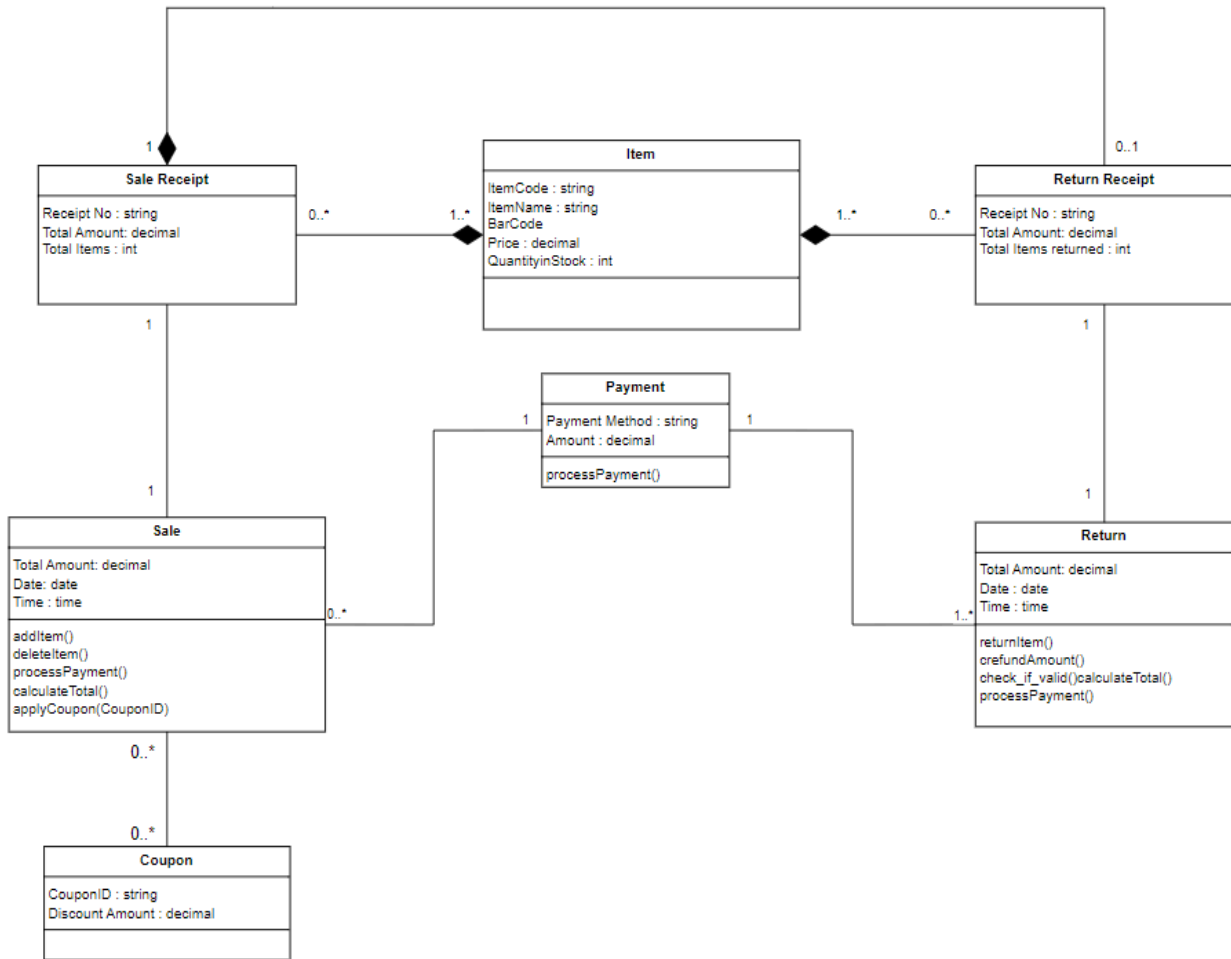 1
0..1
Sale Receipt
Receipt No : string
Total Amount: decimal
Total Items : int
0..*
1..*
Item
ItemCode : string
ItemName : string
BarCode
Price : decimal
QuantityinStock : int
1..*
0..*
Return Receipt
Receipt No : string
Total Amount: decimal
Total Items returned : int
1
1
Payment
Payment Method : string
Amount : decimal
processPayment()
1
1
1
1
Sale
Total Amount: decimal
Date: date
Time : time
addItem()
deleteItem()
processPayment()
calculateTotal()
applyCoupon(CouponID)
0..*
1..*
Return
Total Amount: decimal
Date : date
Time : time
returnItem()
crefundAmount()
check_if_valid()calculateTotal()
processPayment()
0..*
0..*
Coupon
CouponID : string
Discount Amount : decimal